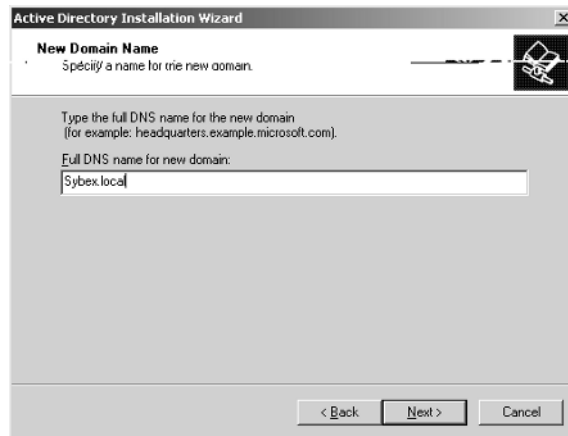 Active Directory Installation Wizard
New Domain Name
Specify a name for the new domain.
Type the full DNS name for the new domain
(for example: headquarters.example.microsoft.com).
Full DNS name for new domain:
Sybex.local
< Back
Next >
Cancel